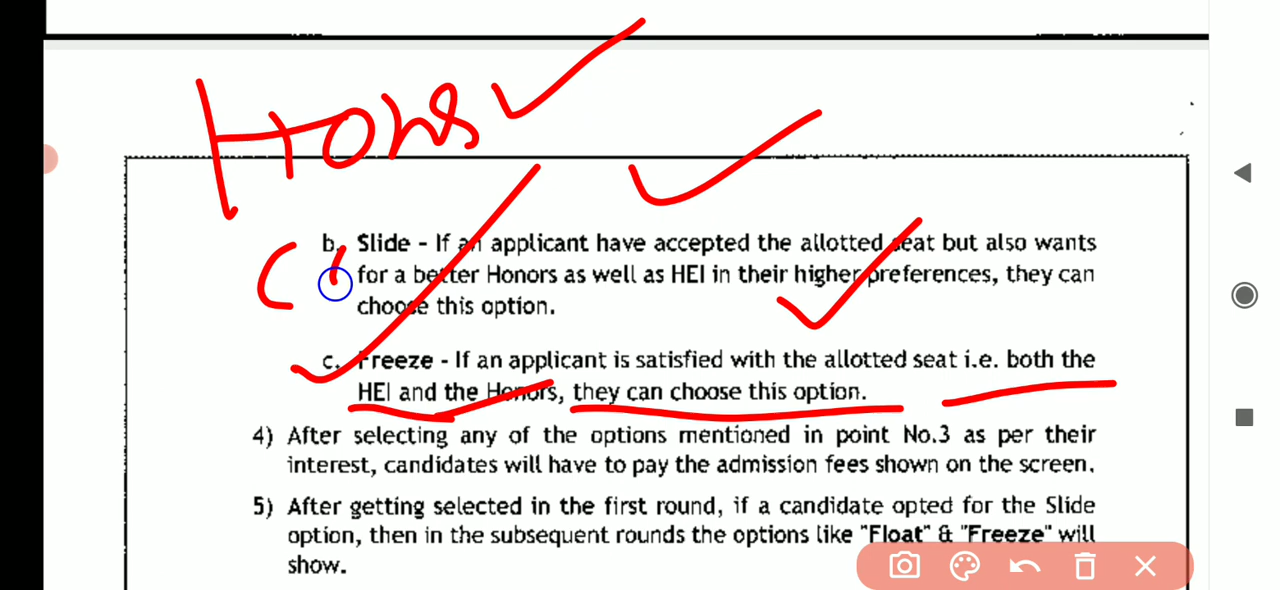 Hons
b. Slide - If an applicant have accepted the allotted seat but also wants
for a better Honors as well as HEI in their higher preferences, they can
choose this option.
c. Freeze - If an applicant is satisfied with the allotted seat i.e. both the
HEI and the Honors, they can choose this option.
4) After selecting any of the options mentioned in point No.3 as per their
interest, candidates will have to pay the admission fees shown on the screen.
5) After getting selected in the first round, if a candidate opted for the Slide
option, then in the subsequent rounds the options like "Float" & "Freeze" will
show.